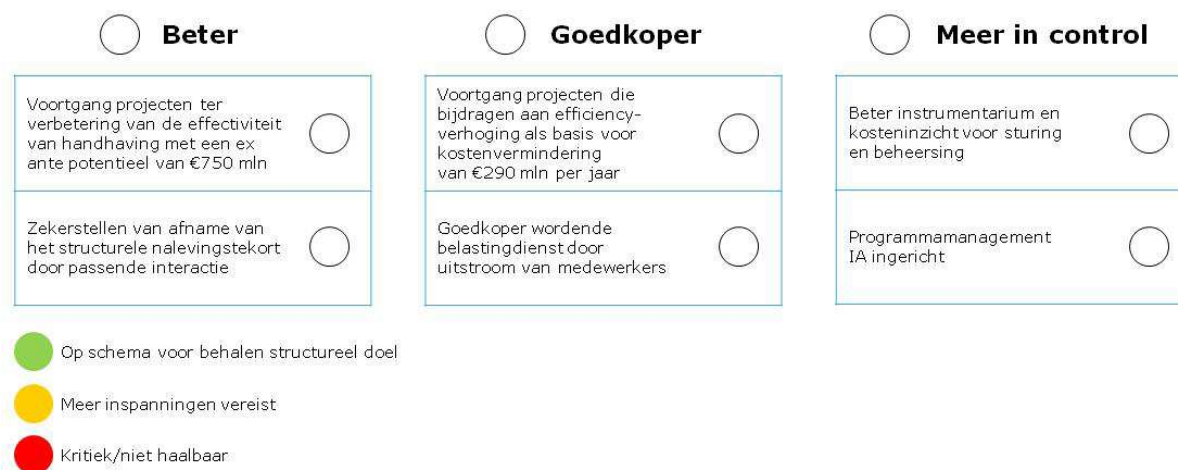 Beter
Voortgang projecten ter
verbetering van de effectiviteit
van handhaving met een ex
ante potentieel van €750 mln
Zekerstellen van afname van
het structurele nalevingstekort
door passende interactie
Goedkoper
Voortgang projecten die
bijdragen aan efficiency-
verhoging als basis voor
kostenvermindering
van €290 mln per jaar
Goedkoper wordende
belastingdienst door
uitstroom van medewerkers
Meer in control
Beter instrumentarium en
kosteninzicht voor sturing
en beheersing
Programmamanagement
IA ingericht
Op schema voor behalen structureel doel
Meer inspanningen vereist
Kritiek/niet haalbaar